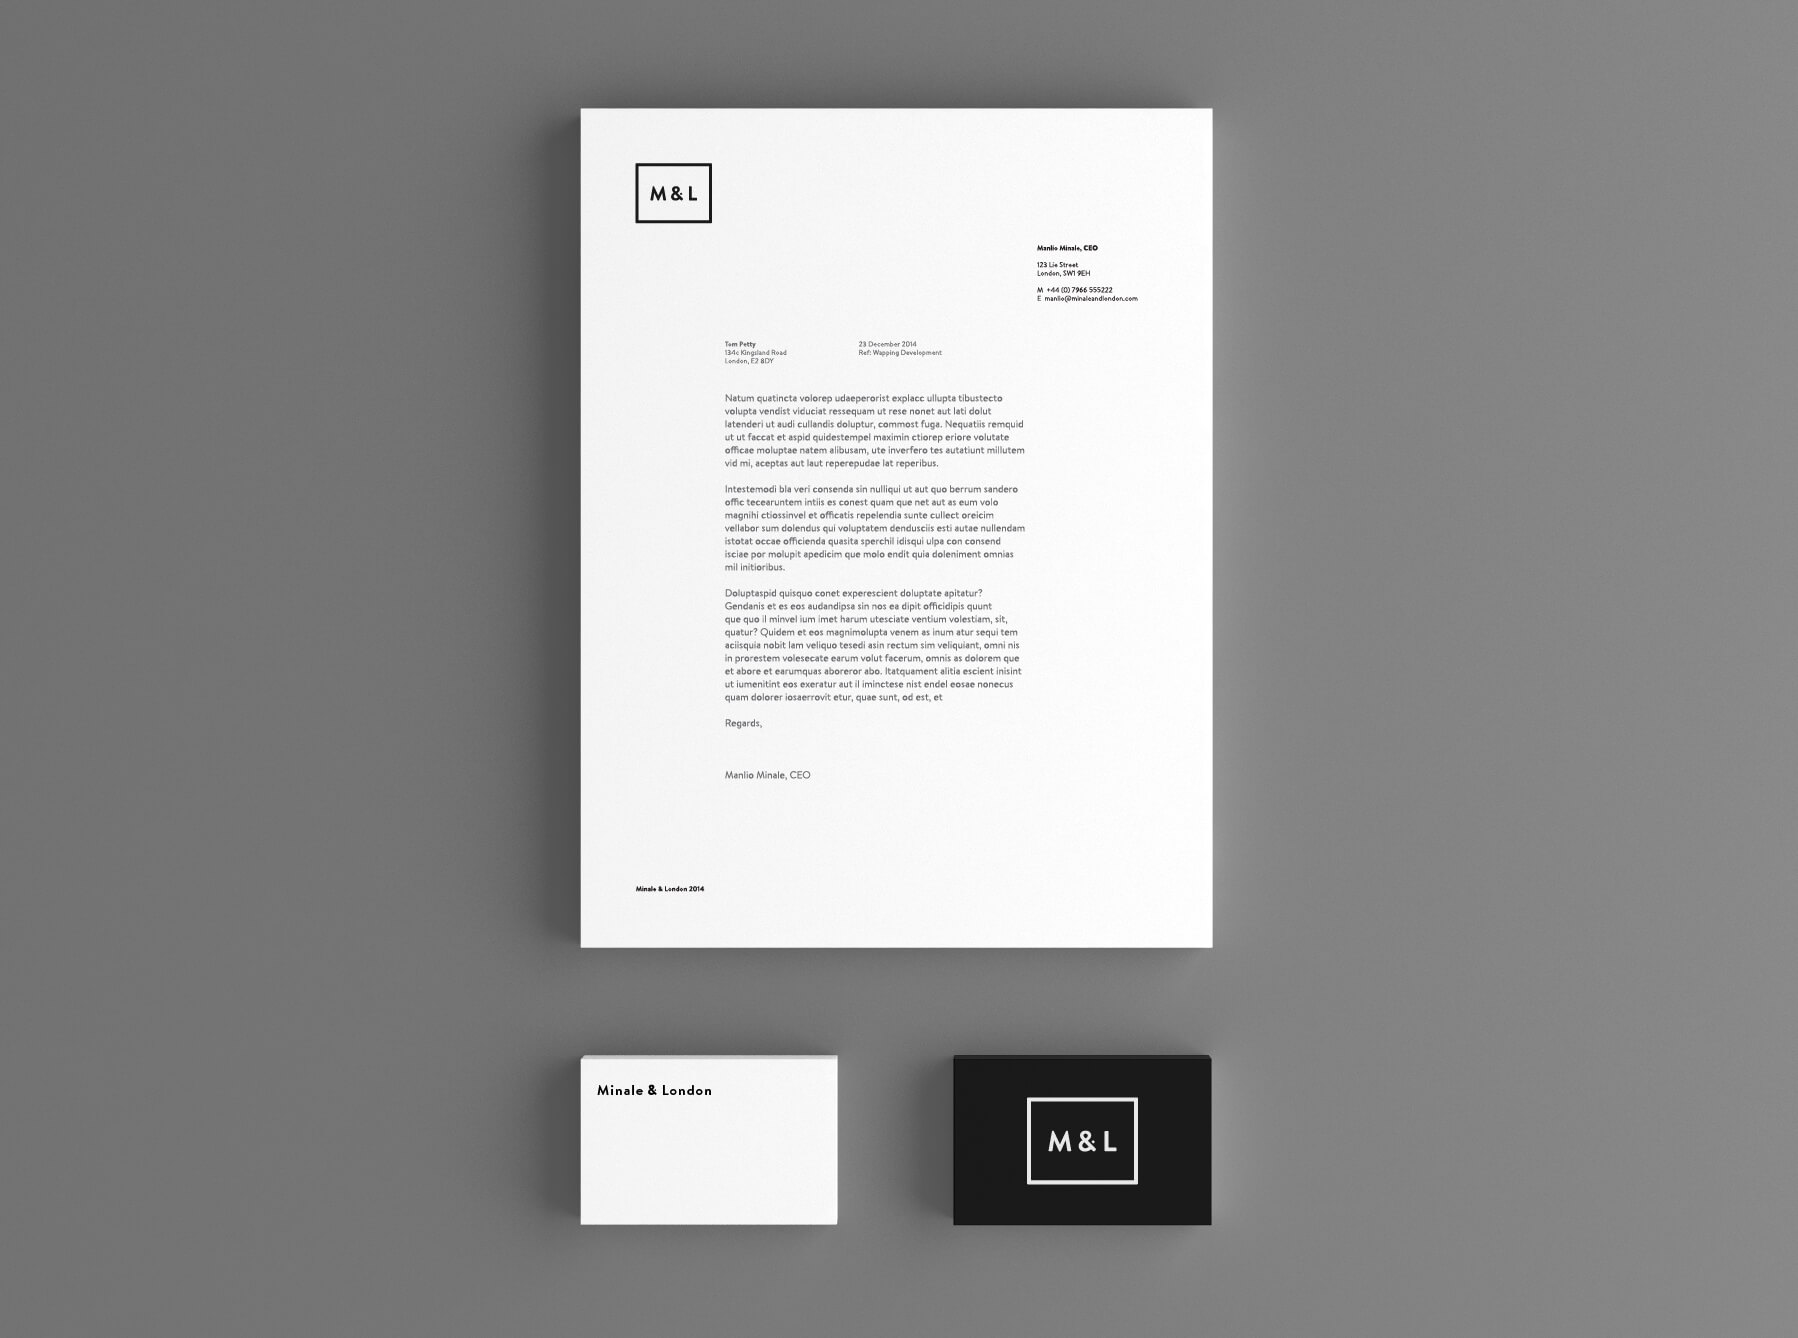 M & L
Manlio Minale, CEO
123 Lie Street
London, SW1 9EH
M +44 (0) 7966 555222
E manlio@minaleandlondon.com
Tom Petty
134c Kingsland Road
London, E2 8DY
23 December 2014
Ref: Wapping Development
Natum quatincta volorep udaeperorist explacc ullupta tibustecto
volupta vendist viduciat ressequam ut rese nonet aut lati dolut
latenderi ut audi cullandis doluptur, commost fuga. Nequatiis remquid
ut ut faccat et aspid quidestempel maximin ctiorep eriore volutate
officae moluptae natem alibusam, ute inverfero tes autatiunt millutem
vid mi, aceptas aut laut reperepudae lat reperibus.
Intestemodi bla veri consenda sin nulliqui ut aut quo berrum sandero
offic tecearuntem intiis es conest quam que net aut as eum volo
magnihi ctiossinvel et officatis repelendia sunte cullect oreicim
vellabor sum dolendus qui voluptatem dendusciis esti autae nullendam
istotat occae officienda quasita sperchil idisqui ulpa con consend
isciae por molupit apedicim que molo endit quia doleniment omnias
mil initioribus.
Doluptaspid quisquo conet experescient doluptate apitatur?
Gendanis et es eos audandipsa sin nos ea dipit officidipis quunt
que quo il minvel ium imet harum utesciate ventium volestiam, sit,
quatur? Quidem et eos magnimolupta venem as inum atur sequi tem
aciisquia nobit lam veliquo tesedi asin rectum sim veliquiant, omni nis
in prorestem volesecate earum volut facerum, omnis as dolorem que
et abore et earumquas aboreror abo. Itatquament alitia escient inisint
ut iumenitint eos exeratur aut il iminctese nist endel eosae nonecus
quam dolorer iosaerrovit etur, quae sunt, od est, et
Regards,
Manlio Minale, CEO
Minale & London 2014
Minale & London
M & L